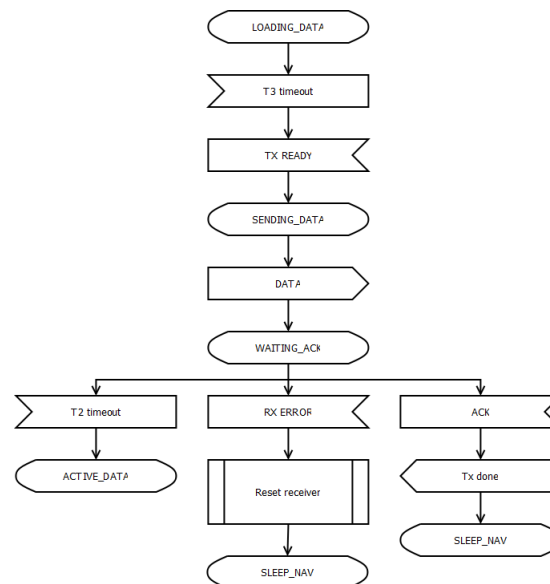 LOADING_DATA
T3 timeout
TX READY
SENDING_DATA
DATA
WAITING_ACK
T2 timeout
RX ERROR
ACK
ACTIVE_DATA
Reset receiver
Tx done
SLEEP_NAV
SLEEP_NAV